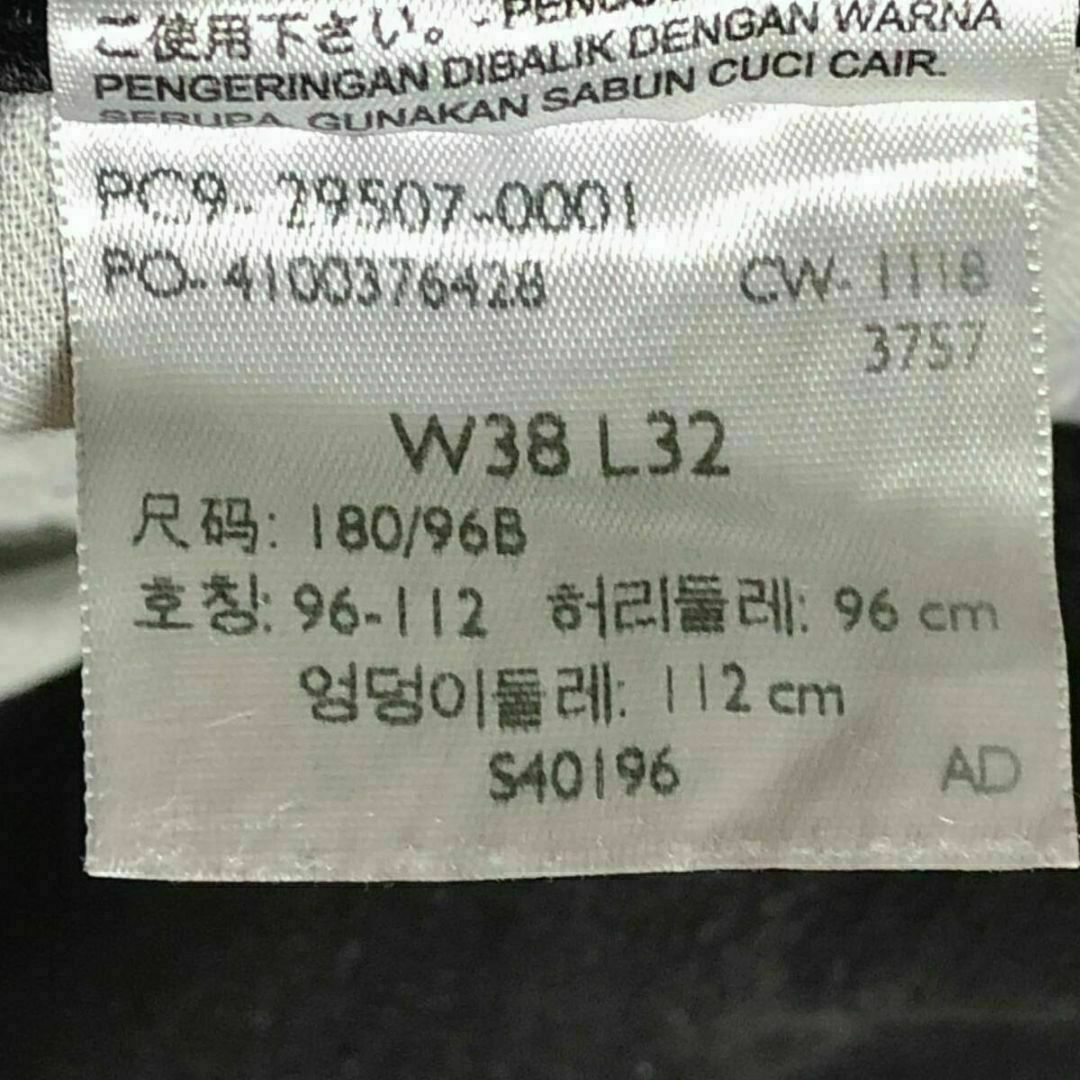 ご使用下さい。
PENGERINGAN DIBALIK DENGAN WARNA
SERUPA. GUNAKAN SABUN CUCI CAIR.
PC9- 29507-0001
PO- 4100376428 CW- 1118
3757
W38 L32
尺码: 180/96B
호칭: 96-112 허리둘레: 96 cm
엉덩이둘레: 112 cm
S40196 AD